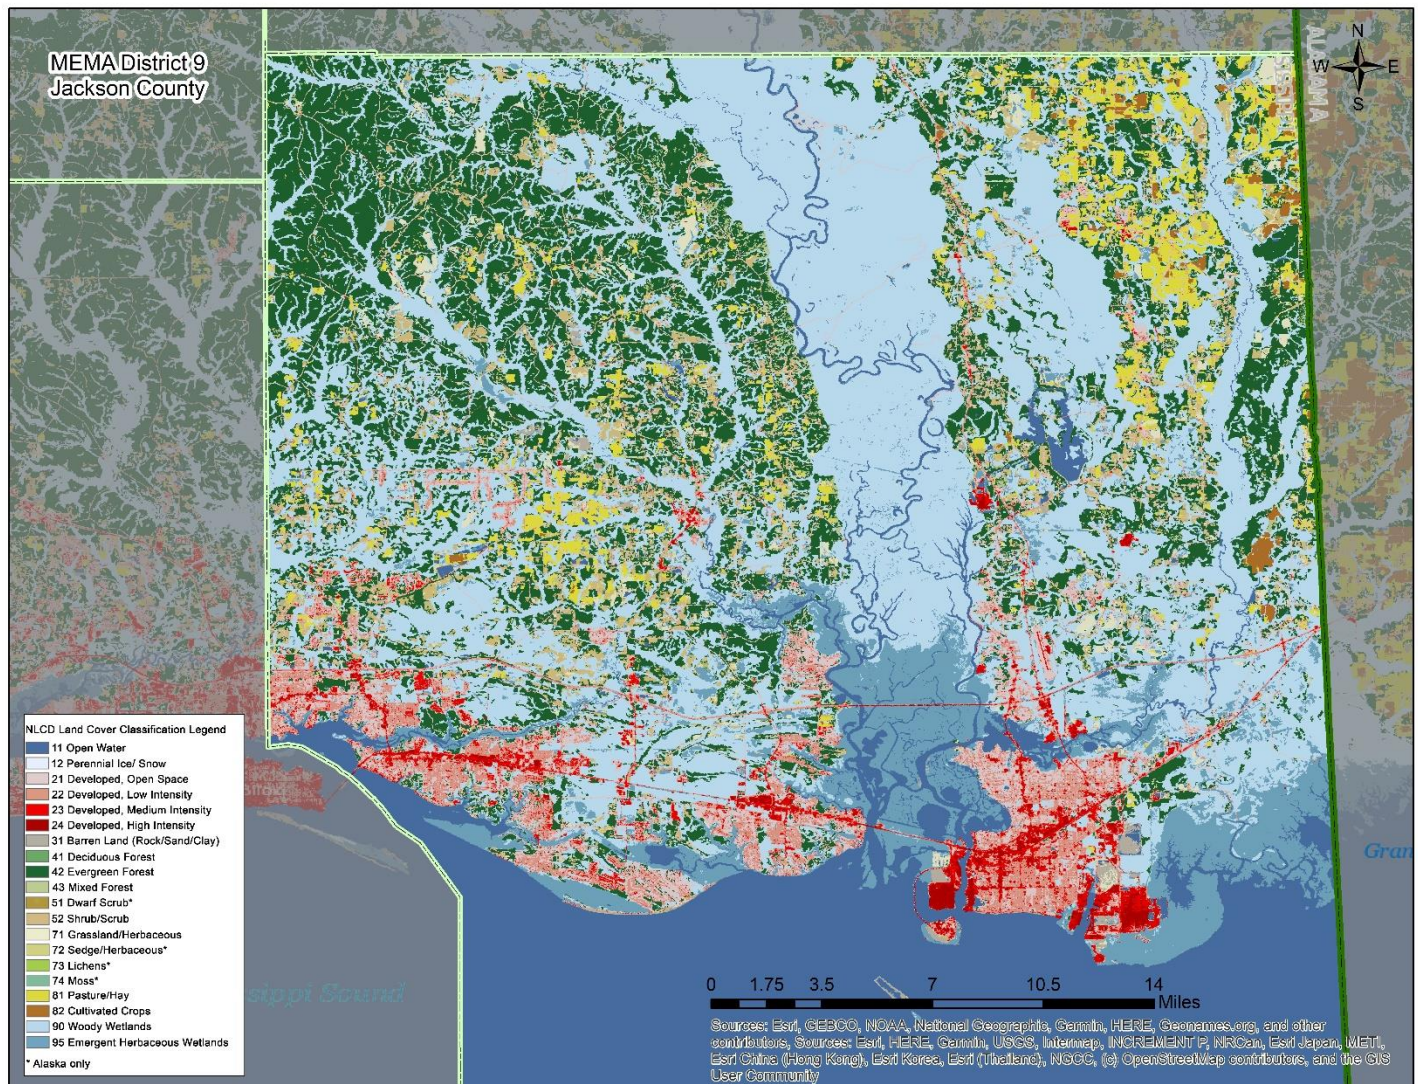 MEMA District 9
Jackson County
ALABAMA
N
W
E
S
NLCD Land Cover Classification Legend
11 Open Water
12 Perennial Ice/ Snow
21 Developed, Open Space
22 Developed, Low Intensity
23 Developed, Medium Intensity
24 Developed, High Intensity
31 Barren Land (Rock/Sand/Clay)
41 Deciduous Forest
42 Evergreen Forest
43 Mixed Forest
51 Dwarf Scrub*
52 Shrub/Scrub
71 Grassland/Herbaceous
72 Sedge/Herbaceous*
73 Lichens*
74 Moss*
81 Pasture/Hay
82 Cultivated Crops
90 Woody Wetlands
95 Emergent Herbaceous Wetlands
* Alaska only
Gran
ssippi Sound
0 1.75 3.5 7 10.5 14
Miles
Sources: Esri, GEBCO, NOAA, National Geographic, Garmin, HERE, Geonames.org, and other
contributors, Sources: Esri, HERE, Garmin, USGS, Intermap, INCREMENT P, NRCan, Esri Japan, METI,
Esri China (Hong Kong), Esri Korea, Esri (Thailand), NGCC, (c) OpenStreetMap contributors, and the GIS
User Community